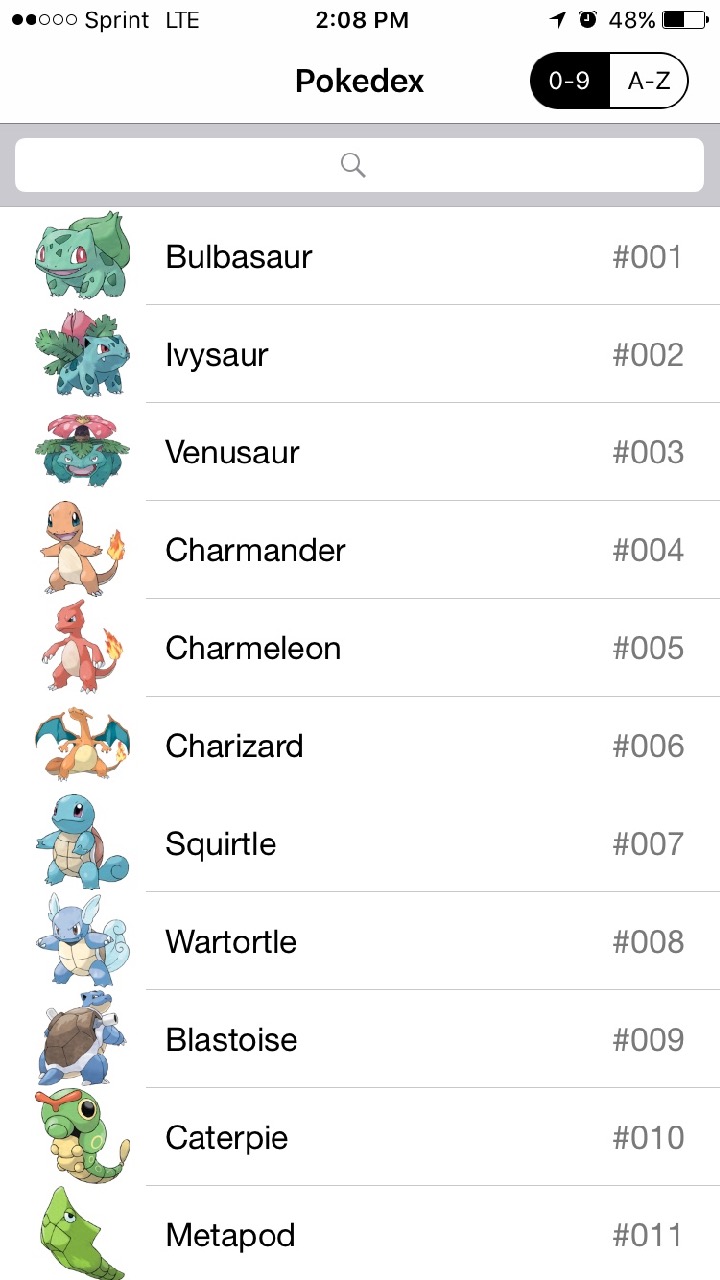 Sprint LTE 2:08 PM 48%
Pokedex 0-9 A-Z
Bulbasaur #001
Ivysaur #002
Venusaur #003
Charmander #004
Charmeleon #005
Charizard #006
Squirtle #007
Wartortle #008
Blastoise #009
Caterpie #010
Metapod #011